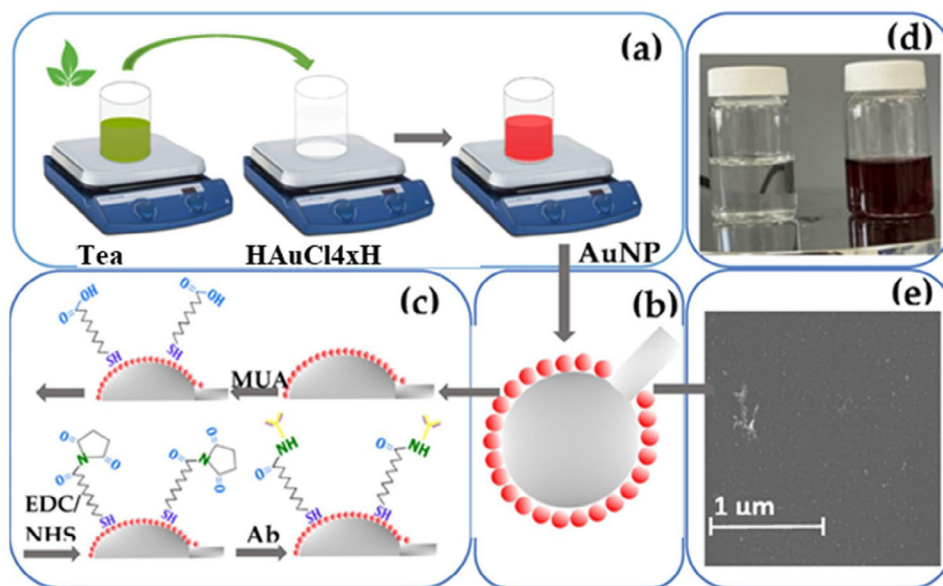 (a)
Tea
HAuCl4xH
AuNP
(d)
(c)
O
OH
O
OH
SH
SH
MUA
(b)
(e)
1 um
O
N
O
O
O
N
O
O
SH
SH
EDC/
NHS
O
NH
O
NH
SH
SH
Ab